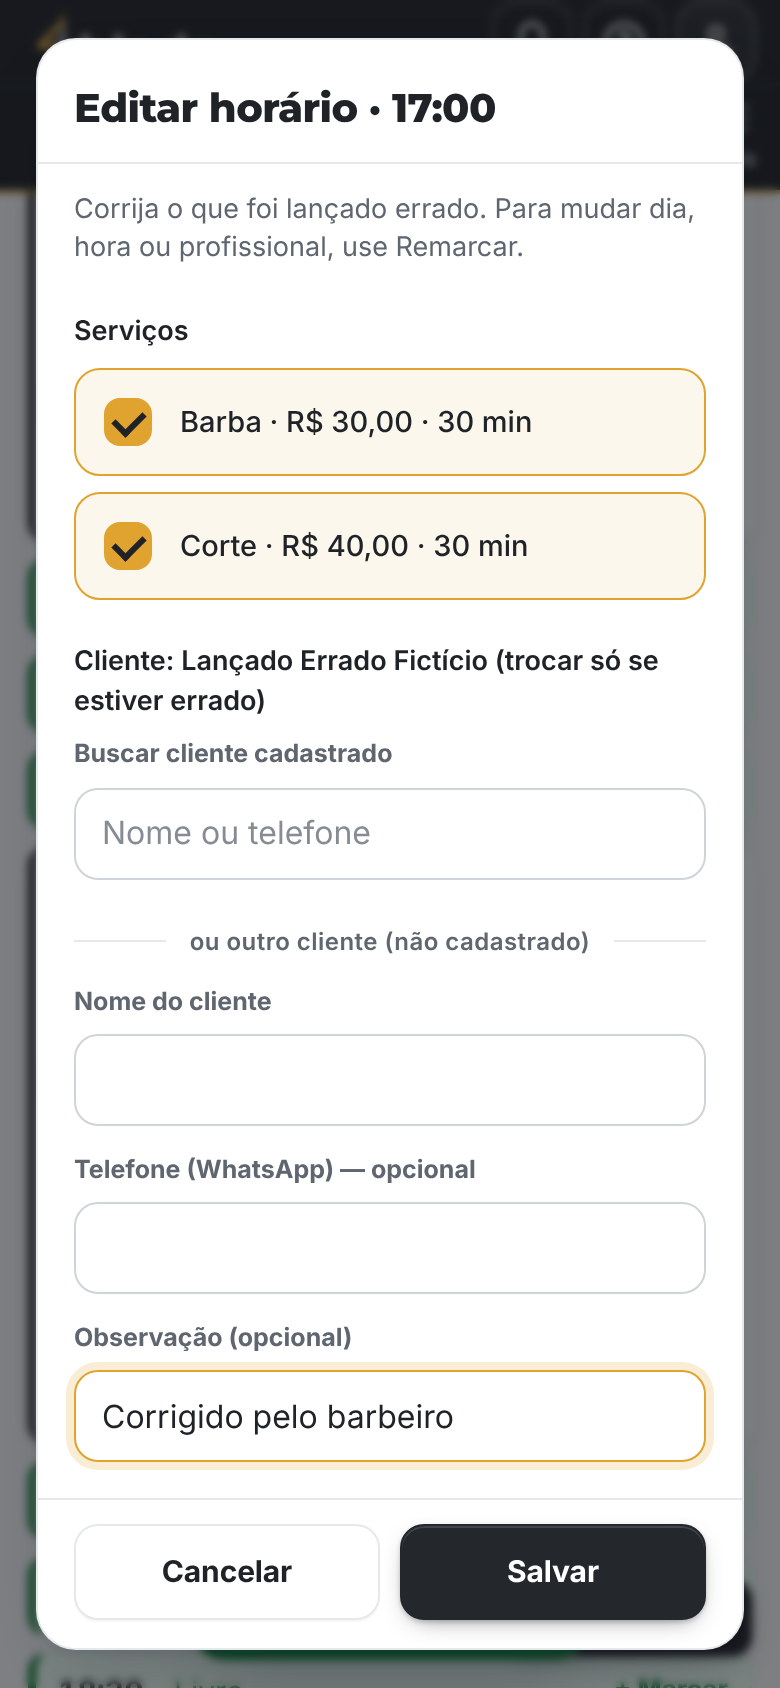 Editar horário · 17:00
Corrija o que foi lançado errado. Para mudar dia,
hora ou profissional, use Remarcar.
Serviços
Barba · R$ 30,00 · 30 min
Corte · R$ 40,00 · 30 min
Cliente: Lançado Errado Fictício (trocar só se
estiver errado)
Buscar cliente cadastrado
Nome ou telefone
ou outro cliente (não cadastrado)
Nome do cliente
Telefone (WhatsApp) — opcional
Observação (opcional)
Corrigido pelo barbeiro
Cancelar
Salvar